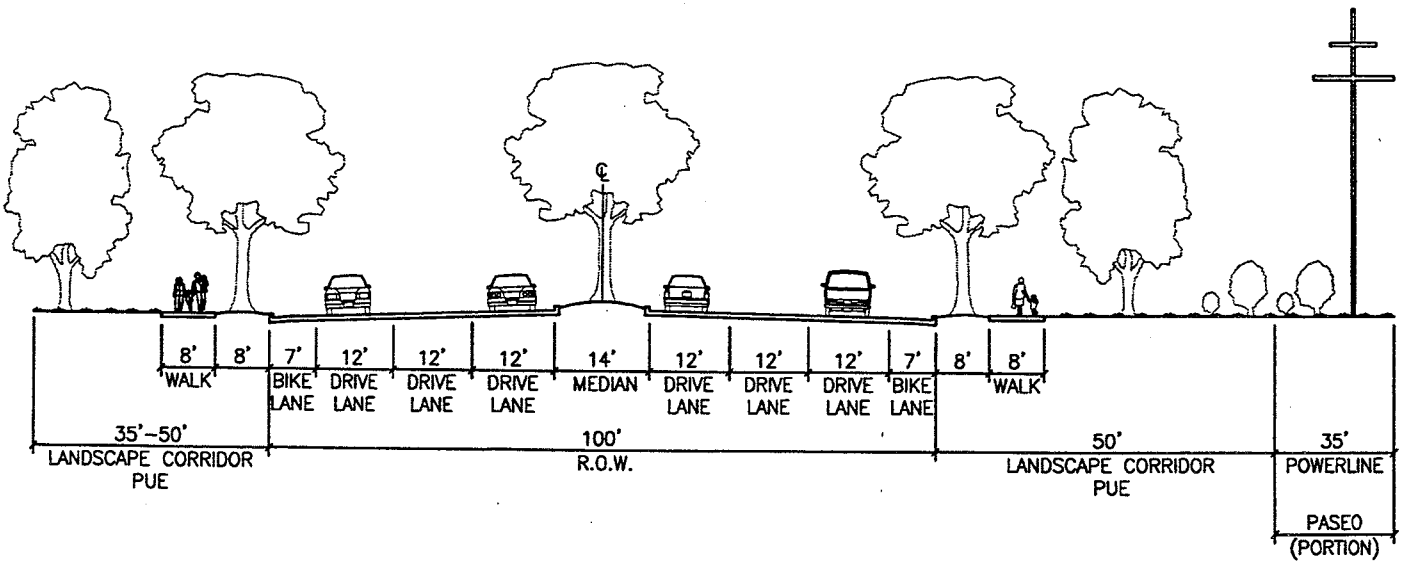 ℄
8' 8' 7' 12' 12' 12' 14' 12' 12' 12' 7' 8' 8'
WALK BIKE DRIVE DRIVE DRIVE MEDIAN DRIVE DRIVE DRIVE BIKE WALK
LANE LANE LANE LANE LANE LANE LANE LANE
35'-50' 100' 50' 35'
LANDSCAPE CORRIDOR R.O.W. LANDSCAPE CORRIDOR POWERLINE
PUE PUE
PASEO
(PORTION)